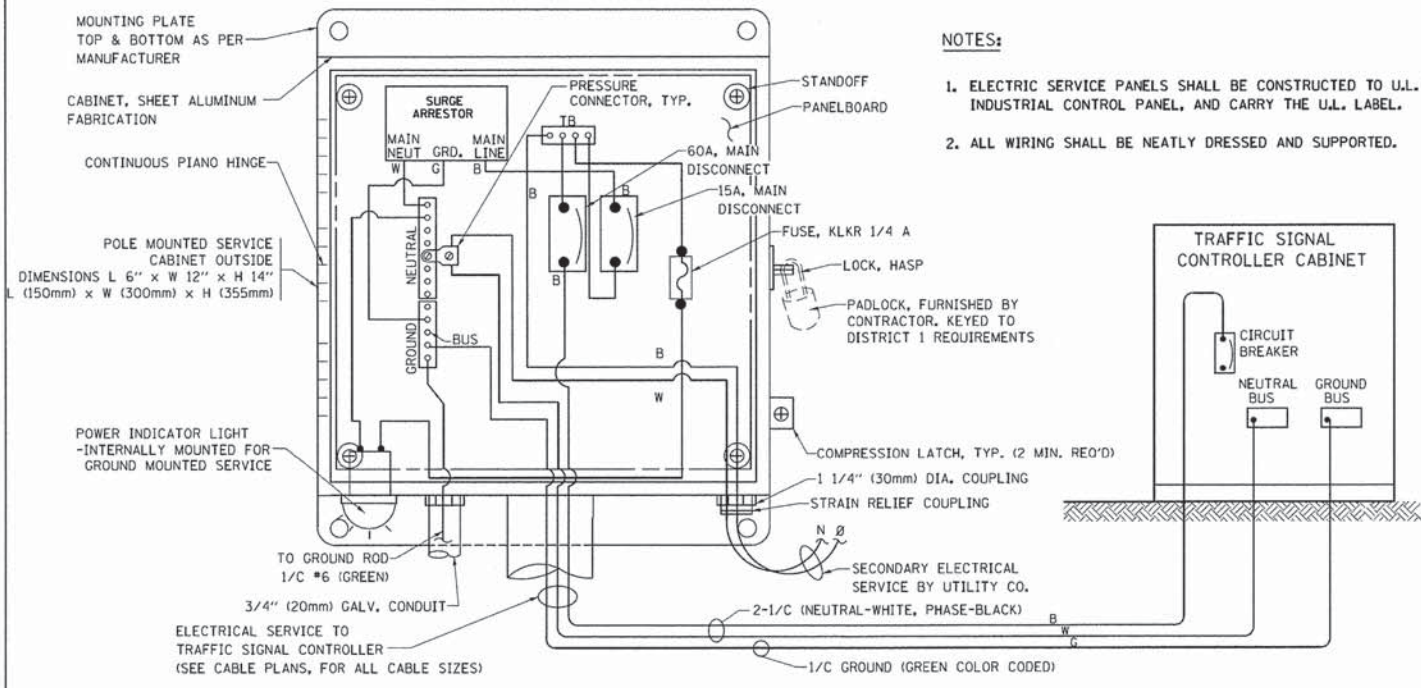 MOUNTING PLATE
TOP & BOTTOM AS PER
MANUFACTURER
CABINET, SHEET ALUMINUM
FABRICATION
CONTINUOUS PIANO HINGE
POLE MOUNTED SERVICE
CABINET OUTSIDE
DIMENSIONS L 6" x W 12" x H 14"
L (150mm) x W (300mm) x H (355mm)
POWER INDICATOR LIGHT
-INTERNALLY MOUNTED FOR
GROUND MOUNTED SERVICE
SURGE
ARRESTOR
MAIN
NEUT
GRD.
MAIN
LINE
W
G
B
PRESSURE
CONNECTOR, TYP.
TB
STANDOFF
PANELBOARD
60A, MAIN
DISCONNECT
15A, MAIN
DISCONNECT
B
B
B
NEUTRAL
GROUND
BUS
FUSE, KLKR 1/4 A
LOCK, HASP
PADLOCK, FURNISHED BY
CONTRACTOR. KEYED TO
DISTRICT 1 REQUIREMENTS
B
W
COMPRESSION LATCH, TYP. (2 MIN. REQ'D)
1 1/4" (30mm) DIA. COUPLING
STRAIN RELIEF COUPLING
N Ø
SECONDARY ELECTRICAL
SERVICE BY UTILITY CO.
TO GROUND ROD
1/C #6 (GREEN)
3/4" (20mm) GALV. CONDUIT
ELECTRICAL SERVICE TO
TRAFFIC SIGNAL CONTROLLER
(SEE CABLE PLANS, FOR ALL CABLE SIZES)
2-1/C (NEUTRAL-WHITE, PHASE-BLACK)
1/C GROUND (GREEN COLOR CODED)
B
W
G
NOTES:
1. ELECTRIC SERVICE PANELS SHALL BE CONSTRUCTED TO U.L.
INDUSTRIAL CONTROL PANEL, AND CARRY THE U.L. LABEL.
2. ALL WIRING SHALL BE NEATLY DRESSED AND SUPPORTED.
TRAFFIC SIGNAL
CONTROLLER CABINET
CIRCUIT
BREAKER
NEUTRAL
BUS
GROUND
BUS